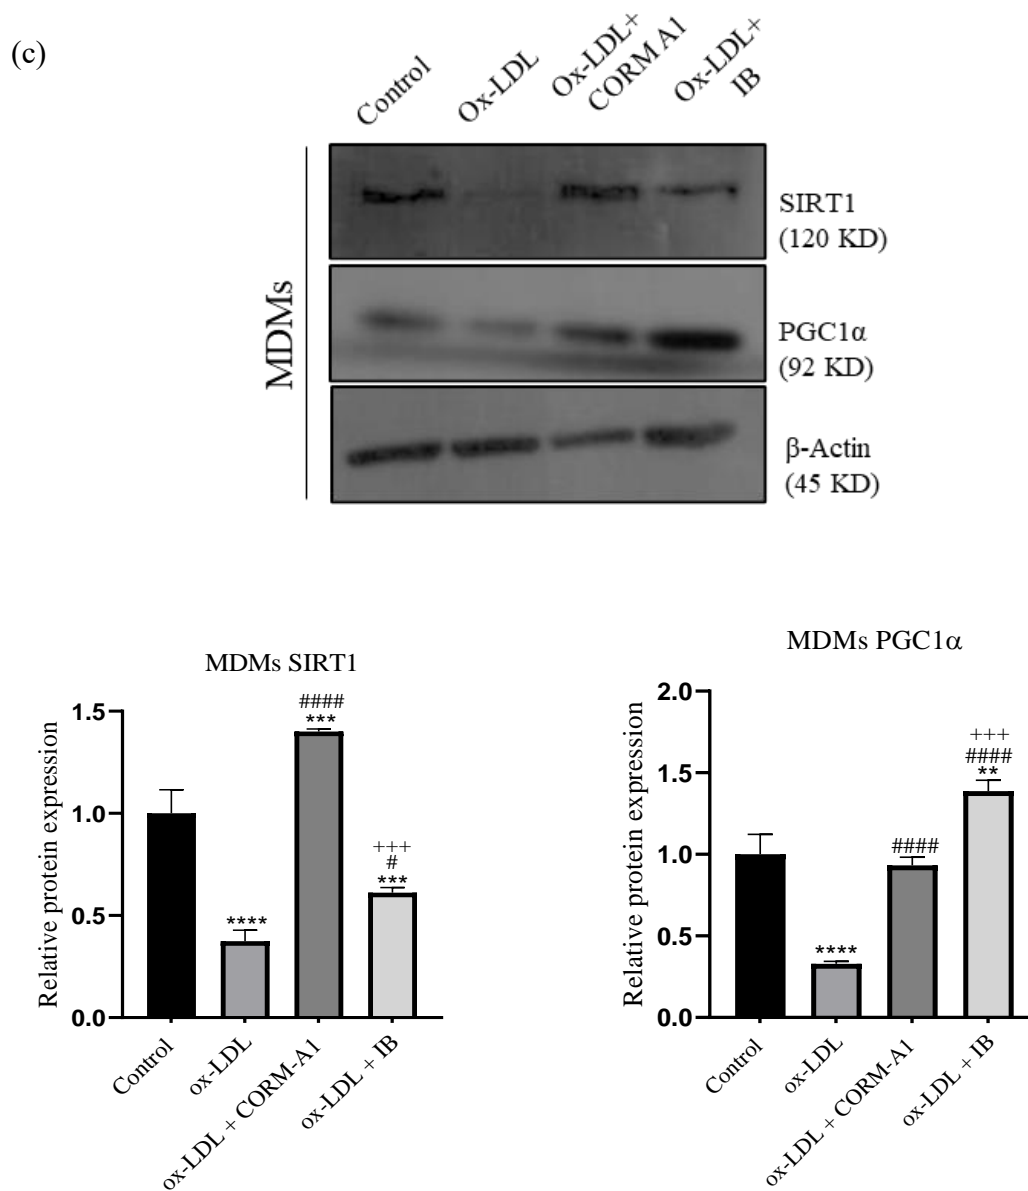 (c)
Control
Ox-LDL
Ox-LDL+
CORM A1
Ox-LDL+
IB
MDMs
SIRT1
(120 KD)
PGC1α
(92 KD)
β-Actin
(45 KD)
MDMs SIRT1
Relative protein expression
1.5
1.0
0.5
0.0
****
####
***
+++
#
***
Control
ox-LDL
ox-LDL + CORM-A1
ox-LDL + IB
MDMs PGC1α
Relative protein expression
2.0
1.5
1.0
0.5
0.0
****
####
+++
####
**
Control
ox-LDL
ox-LDL + CORM-A1
ox-LDL + IB